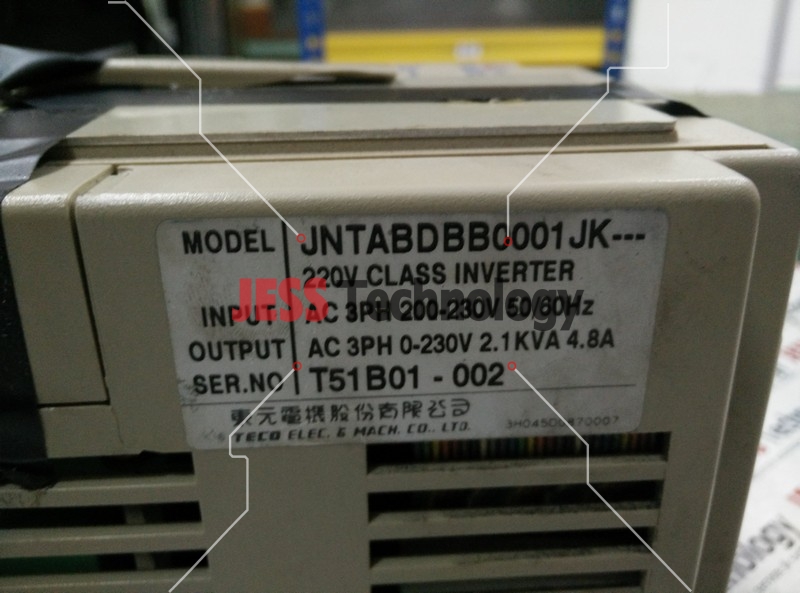 MODEL JNTABDBB0001JK---
220V CLASS INVERTER
JESS Technology
INPUT AC 3PH 200-230V 50/60Hz
OUTPUT AC 3PH 0-230V 2.1KVA 4.8A
SER.NO T51B01 - 002
東元電機股份有限公司
TECO ELEC. & MACH. CO., LTD.